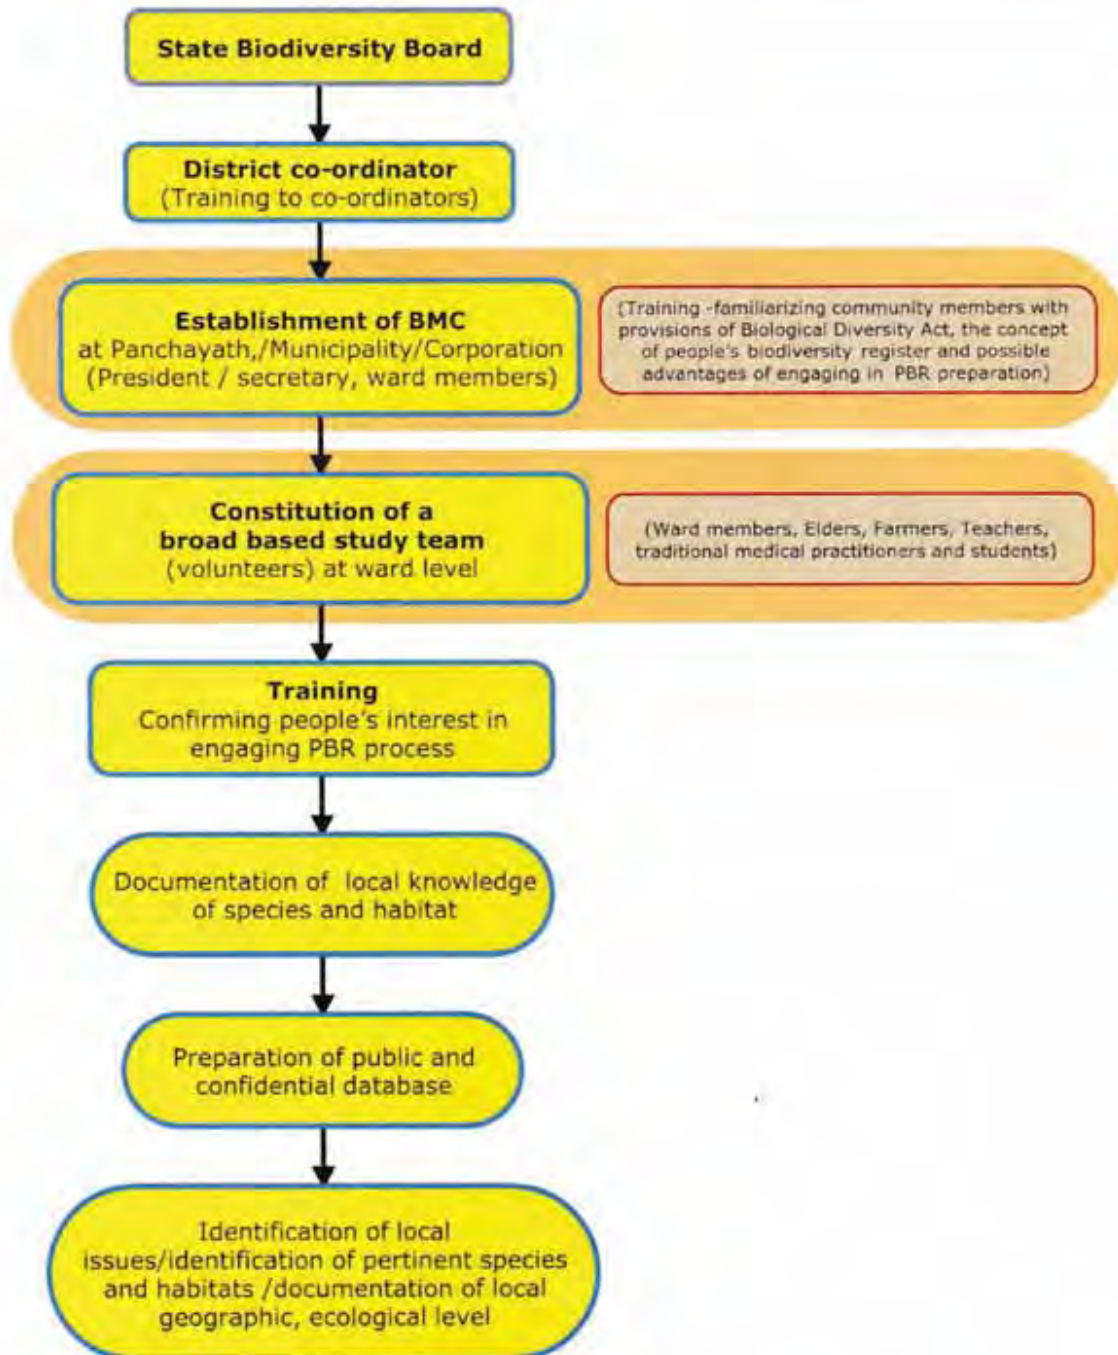 State Biodiversity Board
District co-ordinator
(Training to co-ordinators)
Establishment of BMC
at Panchayath,/Municipality/Corporation
(President / secretary, ward members)
(Training -familiarizing community members with
provisions of Biological Diversity Act, the concept
of people's biodiversity register and possible
advantages of engaging in PBR preparation)
Constitution of a
broad based study team
(volunteers) at ward level
(Ward members, Elders, Farmers, Teachers,
traditional medical practitioners and students)
Training
Confirming people's interest in
engaging PBR process
Documentation of local knowledge
of species and habitat
Preparation of public and
confidential database
Identification of local
issues/identification of pertinent species
and habitats /documentation of local
geographic, ecological level